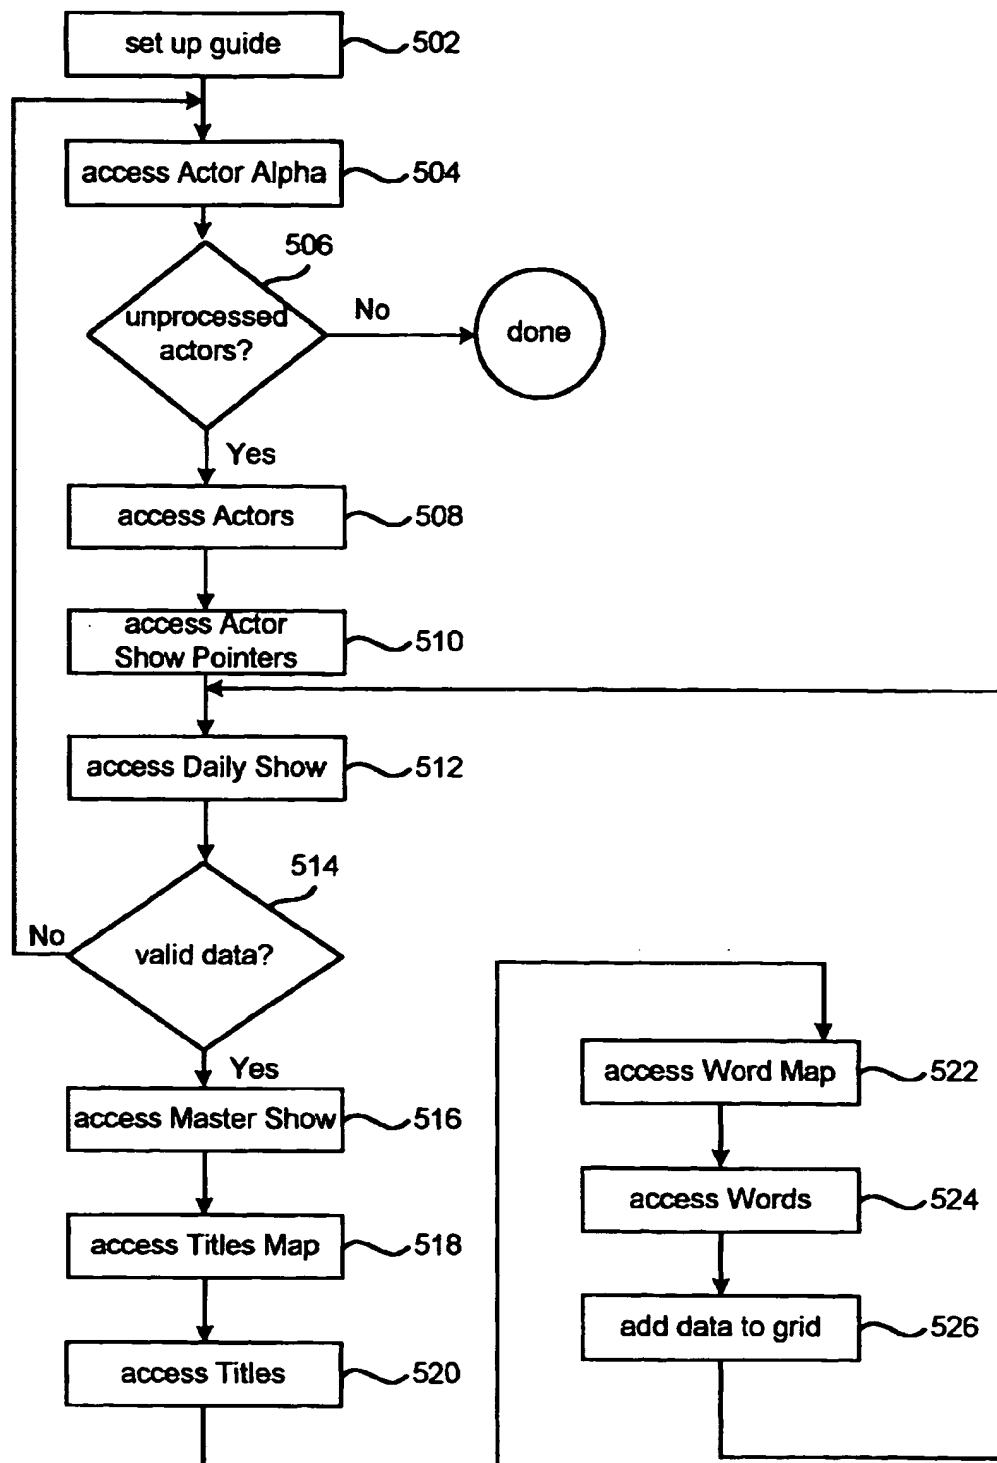 set up guide
502
access Actor Alpha
504
506
unprocessed
actors?
No
done
Yes
access Actors
508
access Actor
Show Pointers
510
access Daily Show
512
514
valid data?
No
Yes
access Master Show
516
access Titles Map
518
access Titles
520
access Word Map
522
access Words
524
add data to grid
526